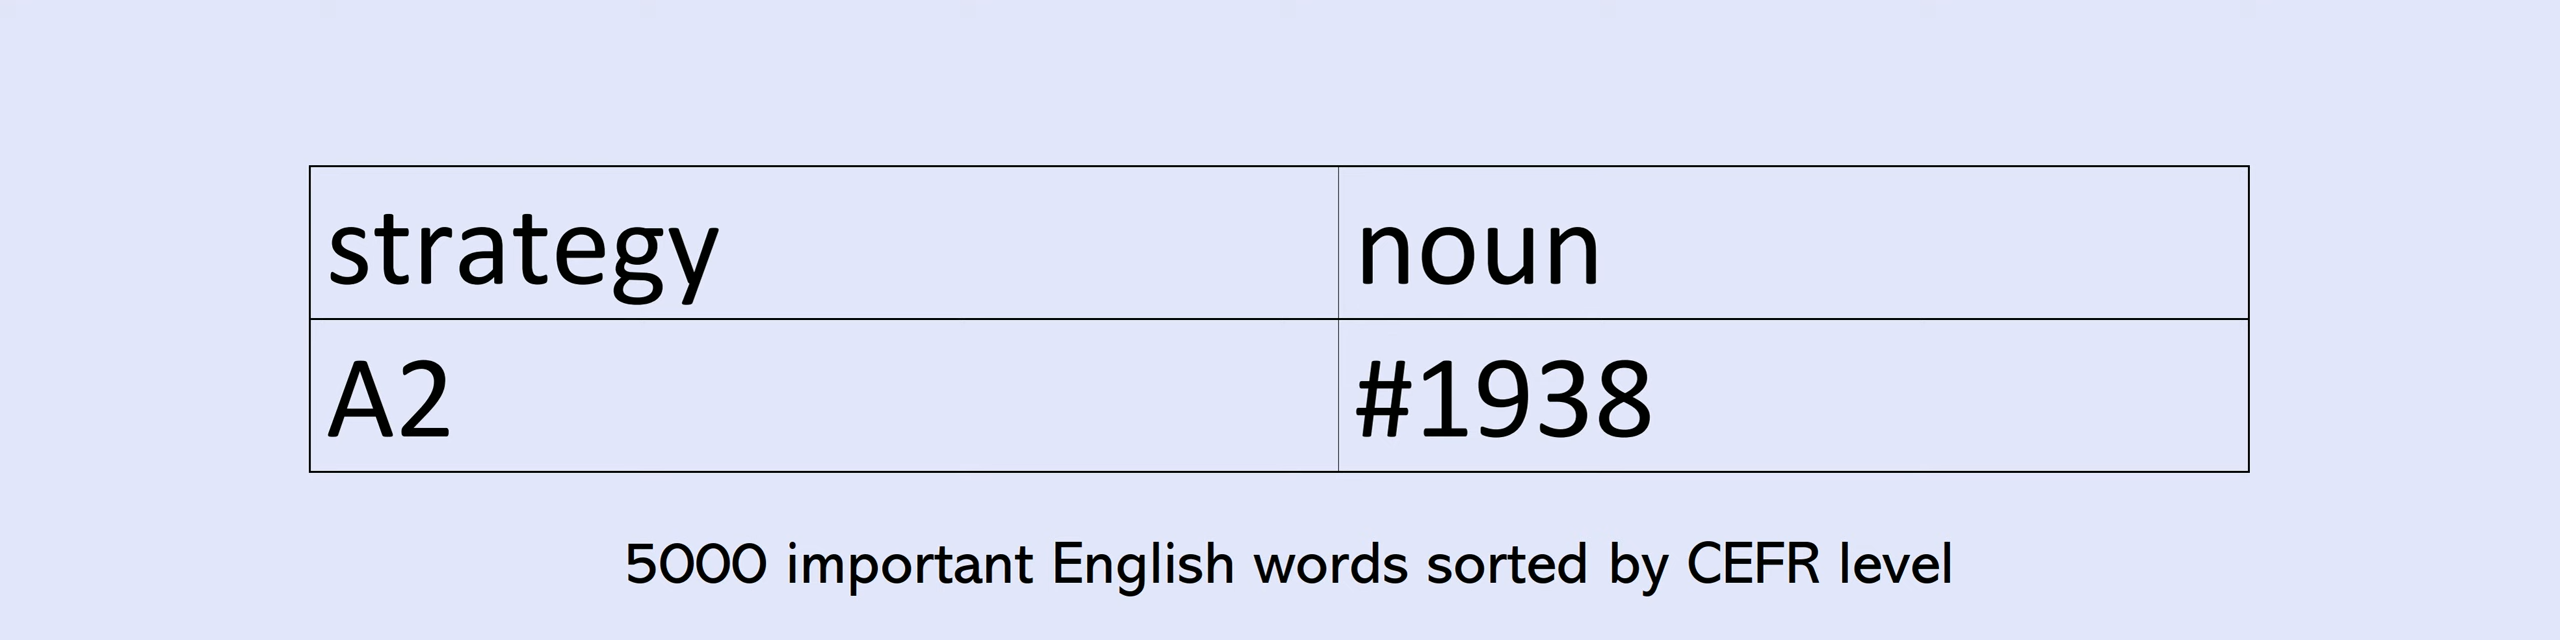 strategy noun
A2 #1938
5000 important English words sorted by CEFR level